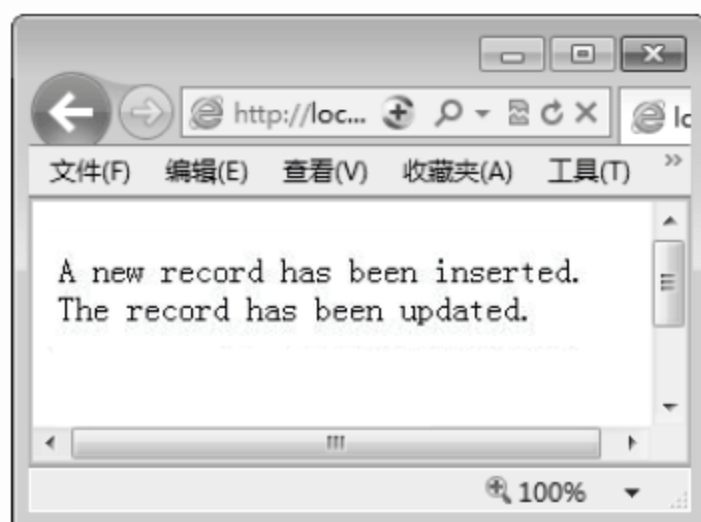 http://loc...
lc
文件(F) 编辑(E) 查看(V) 收藏夹(A) 工具(T) »
A new record has been inserted.
The record has been updated.
100%